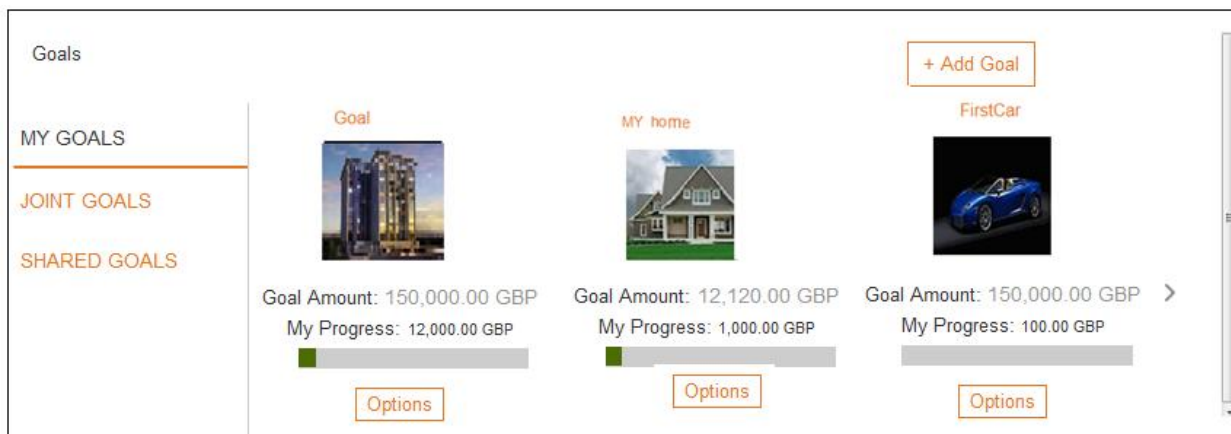 Goals
+ Add Goal
MY GOALS
JOINT GOALS
SHARED GOALS
Goal
Goal Amount: 150,000.00 GBP
My Progress: 12,000.00 GBP
Options
MY home
Goal Amount: 12,120.00 GBP
My Progress: 1,000.00 GBP
Options
FirstCar
Goal Amount: 150,000.00 GBP
My Progress: 100.00 GBP
Options